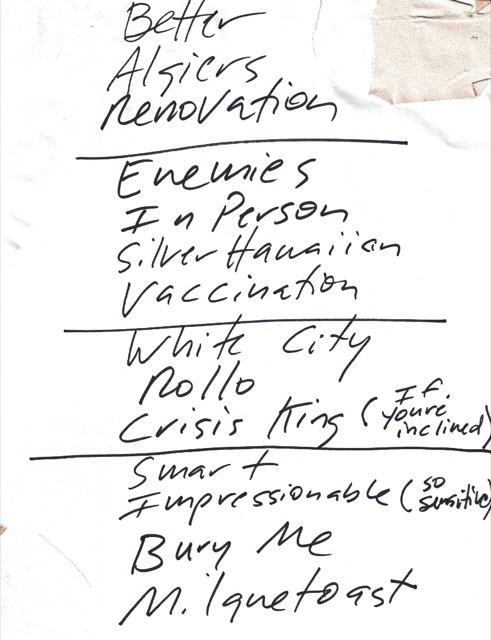 Better
Algiers
Renovation
Enemies
In Person
Silver Hawaiian
Vaccination
White City
Rollo
Crisis King (If you're inclined)
Smart
Impressionable (so sensitive)
Bury Me
Milquetoast